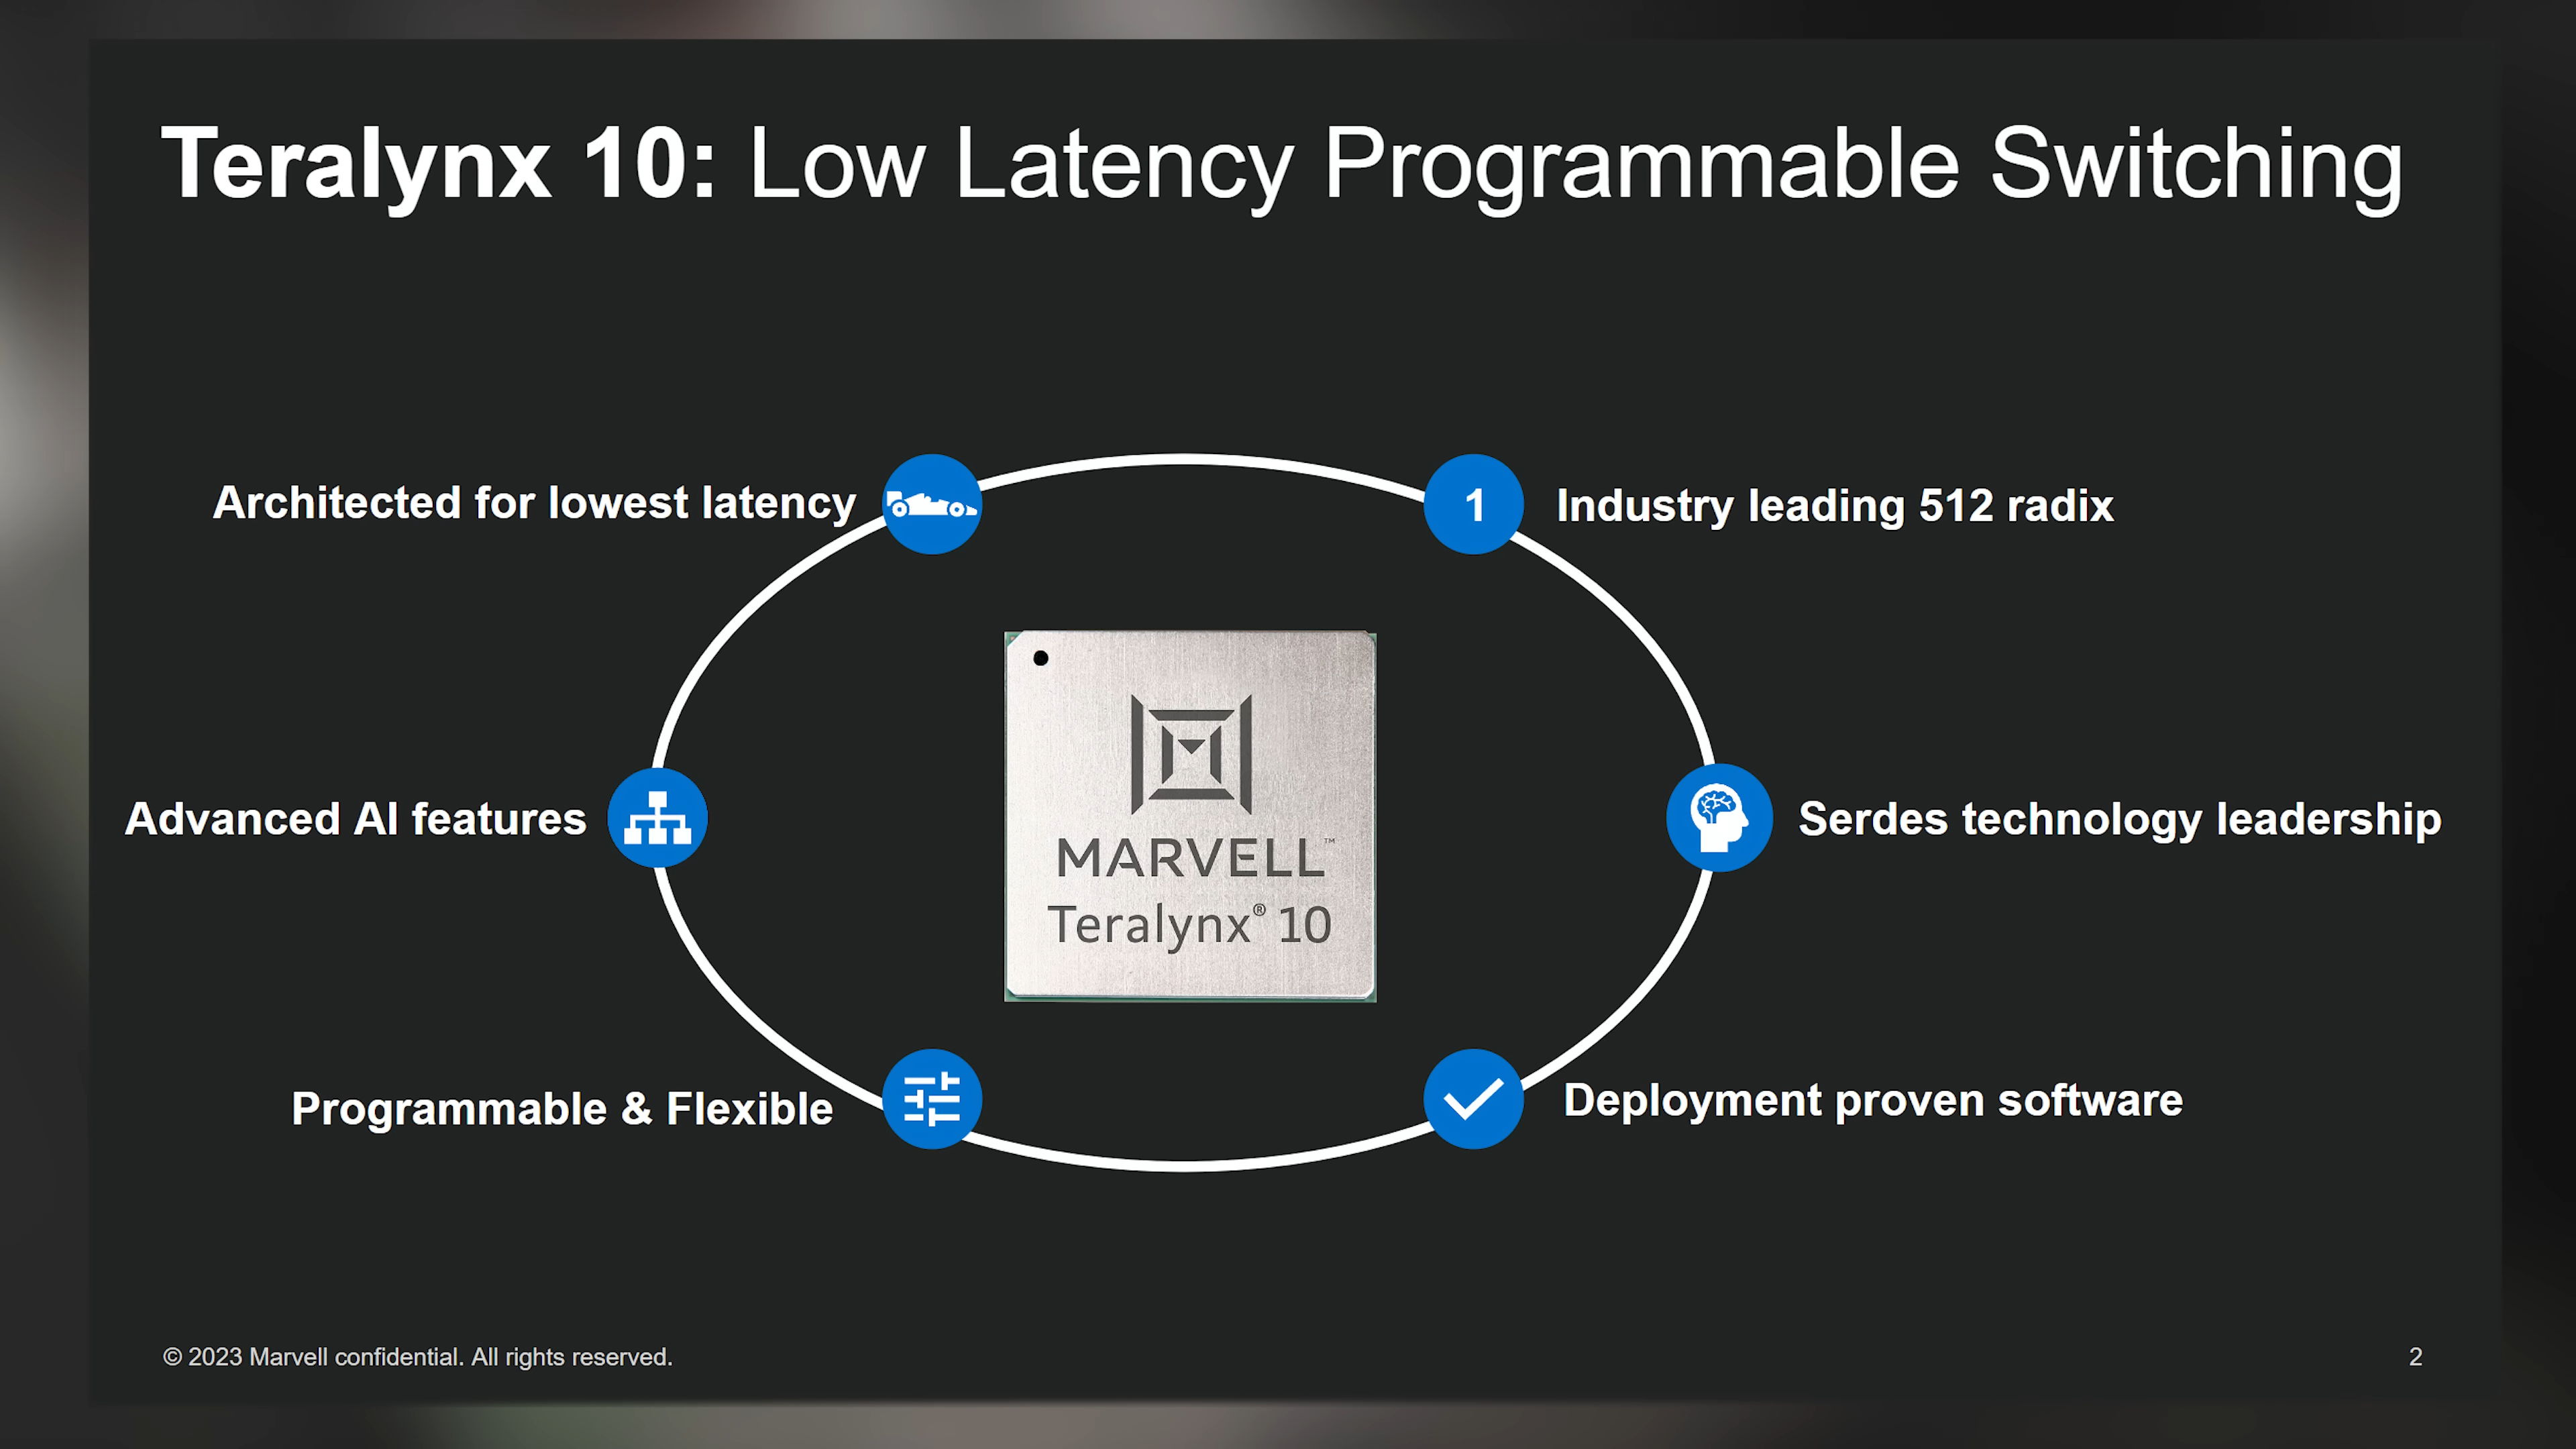 Teralynx 10: Low Latency Programmable Switching
Architected for lowest latency
1
Industry leading 512 radix
Advanced AI features
MARVELL™
Teralynx® 10
Serdes technology leadership
Programmable & Flexible
Deployment proven software
© 2023 Marvell confidential. All rights reserved.
2